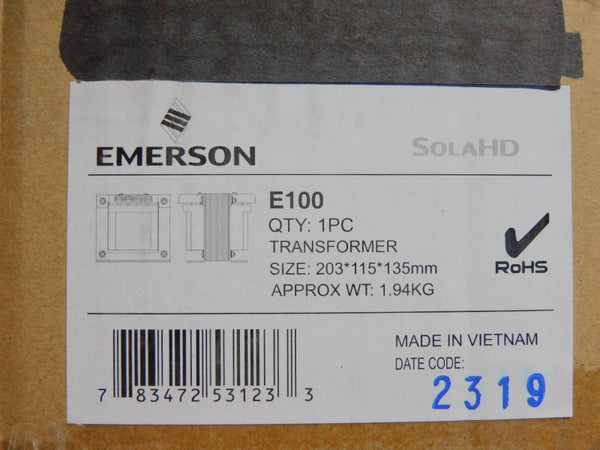 EMERSON
SOLAHD
E100
QTY: 1PC
TRANSFORMER
SIZE: 203*115*135mm
APPROX WT: 1.94KG
RoHS
7 83472 53123 3
MADE IN VIETNAM
DATE CODE:
2319